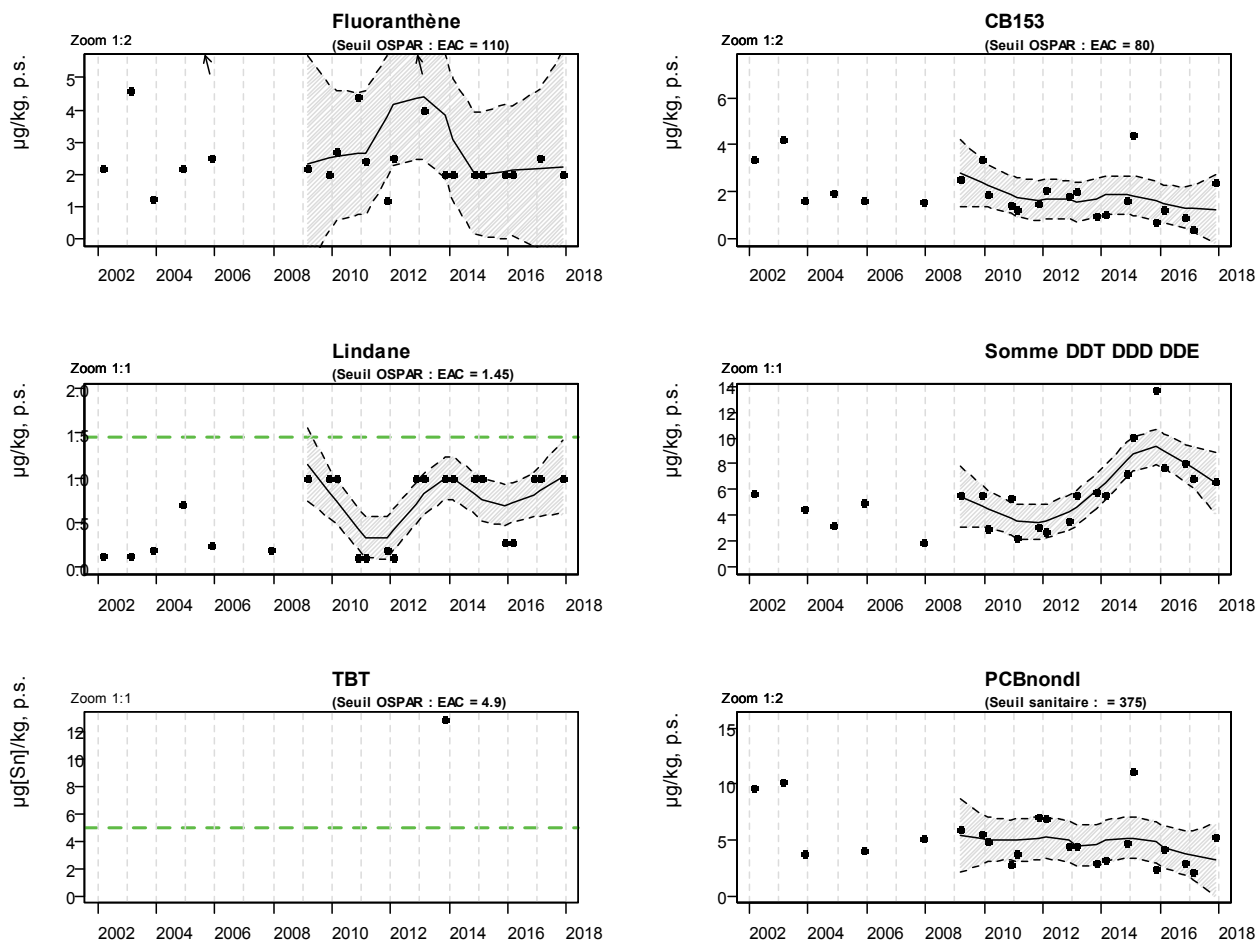 Fluoranthène
Zoom 1:2
(Seuil OSPAR : EAC = 110)
µg/kg, p.s.
5
4
3
2
1
0
2002 2004 2006 2008 2010 2012 2014 2016 2018
CB153
Zoom 1:2
(Seuil OSPAR : EAC = 80)
µg/kg, p.s.
6
4
2
0
2002 2004 2006 2008 2010 2012 2014 2016 2018
Lindane
Zoom 1:1
(Seuil OSPAR : EAC = 1.45)
µg/kg, p.s.
2.0
1.5
1.0
0.5
0.0
2002 2004 2006 2008 2010 2012 2014 2016 2018
Somme DDT DDD DDE
Zoom 1:1
µg/kg, p.s.
14
12
10
8
6
4
2
0
2002 2004 2006 2008 2010 2012 2014 2016 2018
TBT
Zoom 1:1
(Seuil OSPAR : EAC = 4.9)
µg[Sn]/kg, p.s.
12
10
8
6
4
2
0
2002 2004 2006 2008 2010 2012 2014 2016 2018
PCBnondl
Zoom 1:2
(Seuil sanitaire : = 375)
µg/kg, p.s.
15
10
5
0
2002 2004 2006 2008 2010 2012 2014 2016 2018